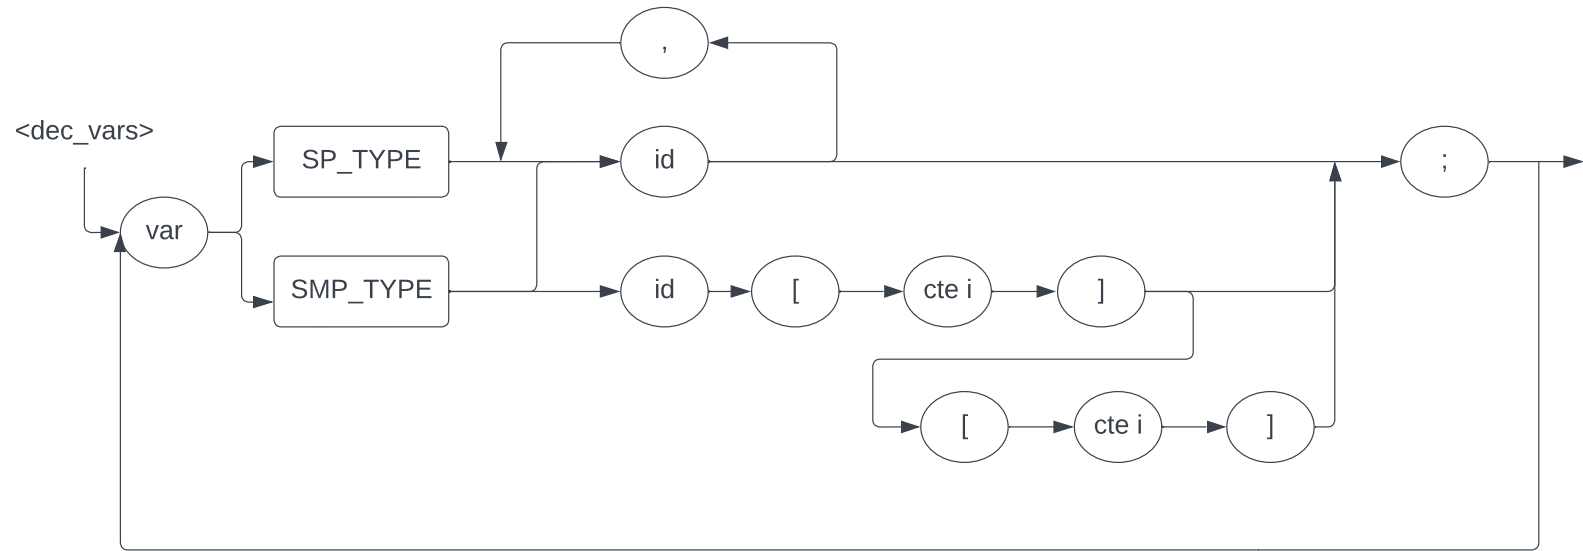 ,
<dec_vars>
SP_TYPE
id
;
var
SMP_TYPE
id
[
cte i
]
[
cte i
]